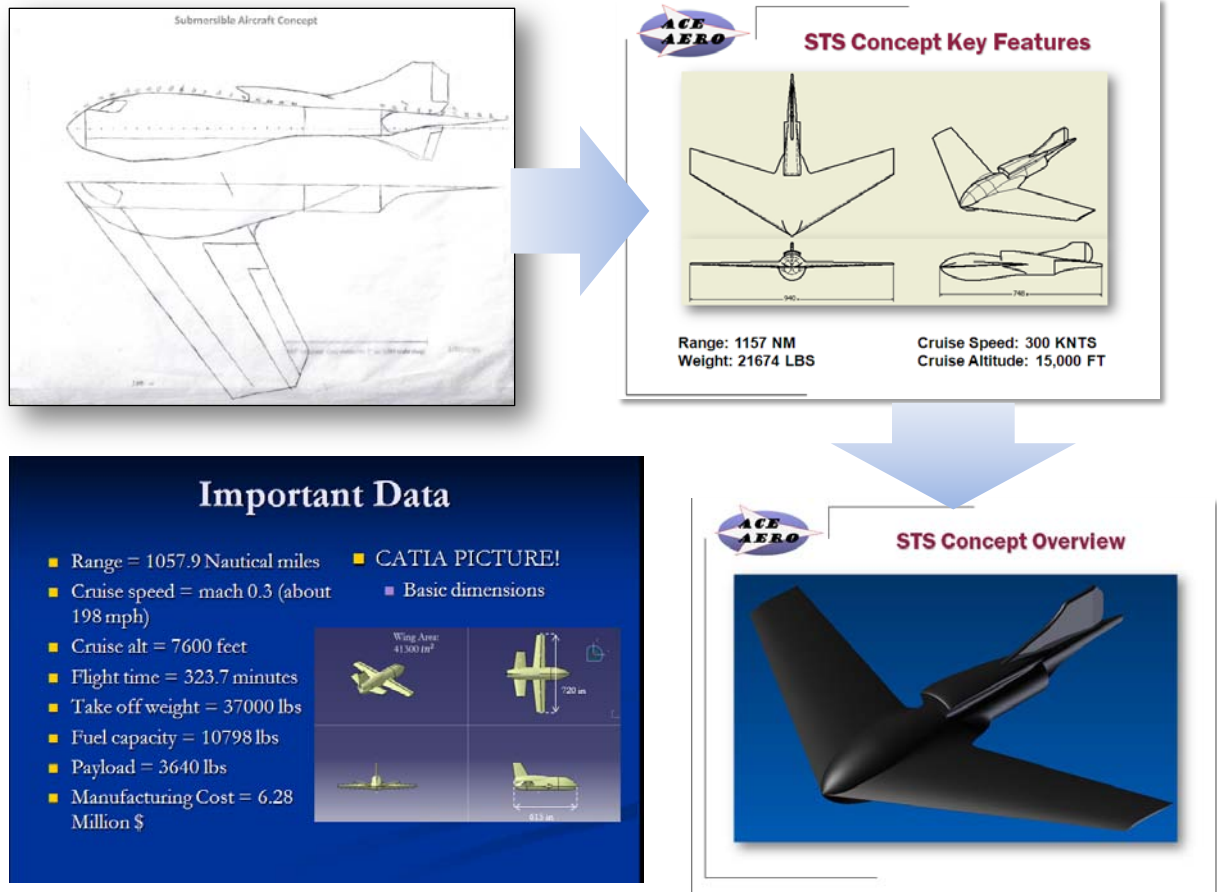 Submersible Aircraft Concept
ACE
AERO
STS Concept Key Features
940
748
Range: 1157 NM
Weight: 21674 LBS
Cruise Speed: 300 KNTS
Cruise Altitude: 15,000 FT
Important Data
Range = 1057.9 Nautical miles
Cruise speed = mach 0.3 (about
198 mph)
Cruise alt = 7600 feet
Flight time = 323.7 minutes
Take off weight = 37000 lbs
Fuel capacity = 10798 lbs
Payload = 3640 lbs
Manufacturing Cost = 6.28
Million $
CATIA PICTURE!
Basic dimensions
Wing Area:
41300 in²
720 in
613 in
ACE
AERO
STS Concept Overview